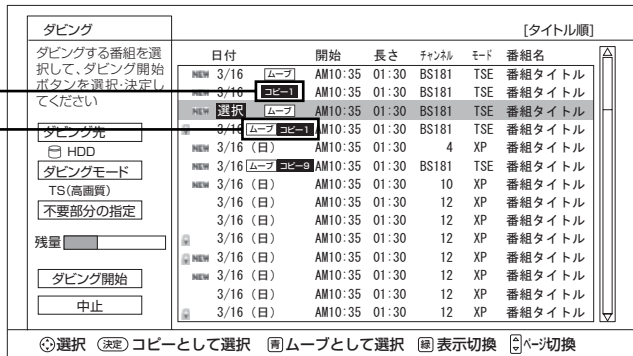 ダビング [タイトル順]
ダビングする番組を選
択して、ダビング開始
ボタンを選択・決定し
てください
ダビング先
HDD
ダビングモード
TS(高画質)
不要部分の指定
残量
ダビング開始
中止
日付 開始 長さ チャンネル モード 番組名
NEW 3/16 ムーブ AM10:35 01:30 BS181 TSE 番組タイトル
NEW 3/16 コピー1 AM10:35 01:30 BS181 TSE 番組タイトル
NEW 選択 ムーブ AM10:35 01:30 BS181 TSE 番組タイトル
3/16 ムーブ コピー1 AM10:35 01:30 BS181 TSE 番組タイトル
NEW 3/16 (日) AM10:35 01:30 4 XP 番組タイトル
NEW 3/16 ムーブ コピー9 AM10:35 01:30 BS181 TSE 番組タイトル
NEW 3/16 (日) AM10:35 01:30 10 XP 番組タイトル
3/16 (日) AM10:35 01:30 12 XP 番組タイトル
3/16 (日) AM10:35 01:30 12 XP 番組タイトル
3/16 (日) AM10:35 01:30 12 XP 番組タイトル
NEW 3/16 (日) AM10:35 01:30 12 XP 番組タイトル
NEW 3/16 (日) AM10:35 01:30 12 XP 番組タイトル
3/16 (日) AM10:35 01:30 12 XP 番組タイトル
3/16 (日) AM10:35 01:30 12 XP 番組タイトル
選択 決定 コピーとして選択 青 ムーブとして選択 緑 表示切換 ページ切換